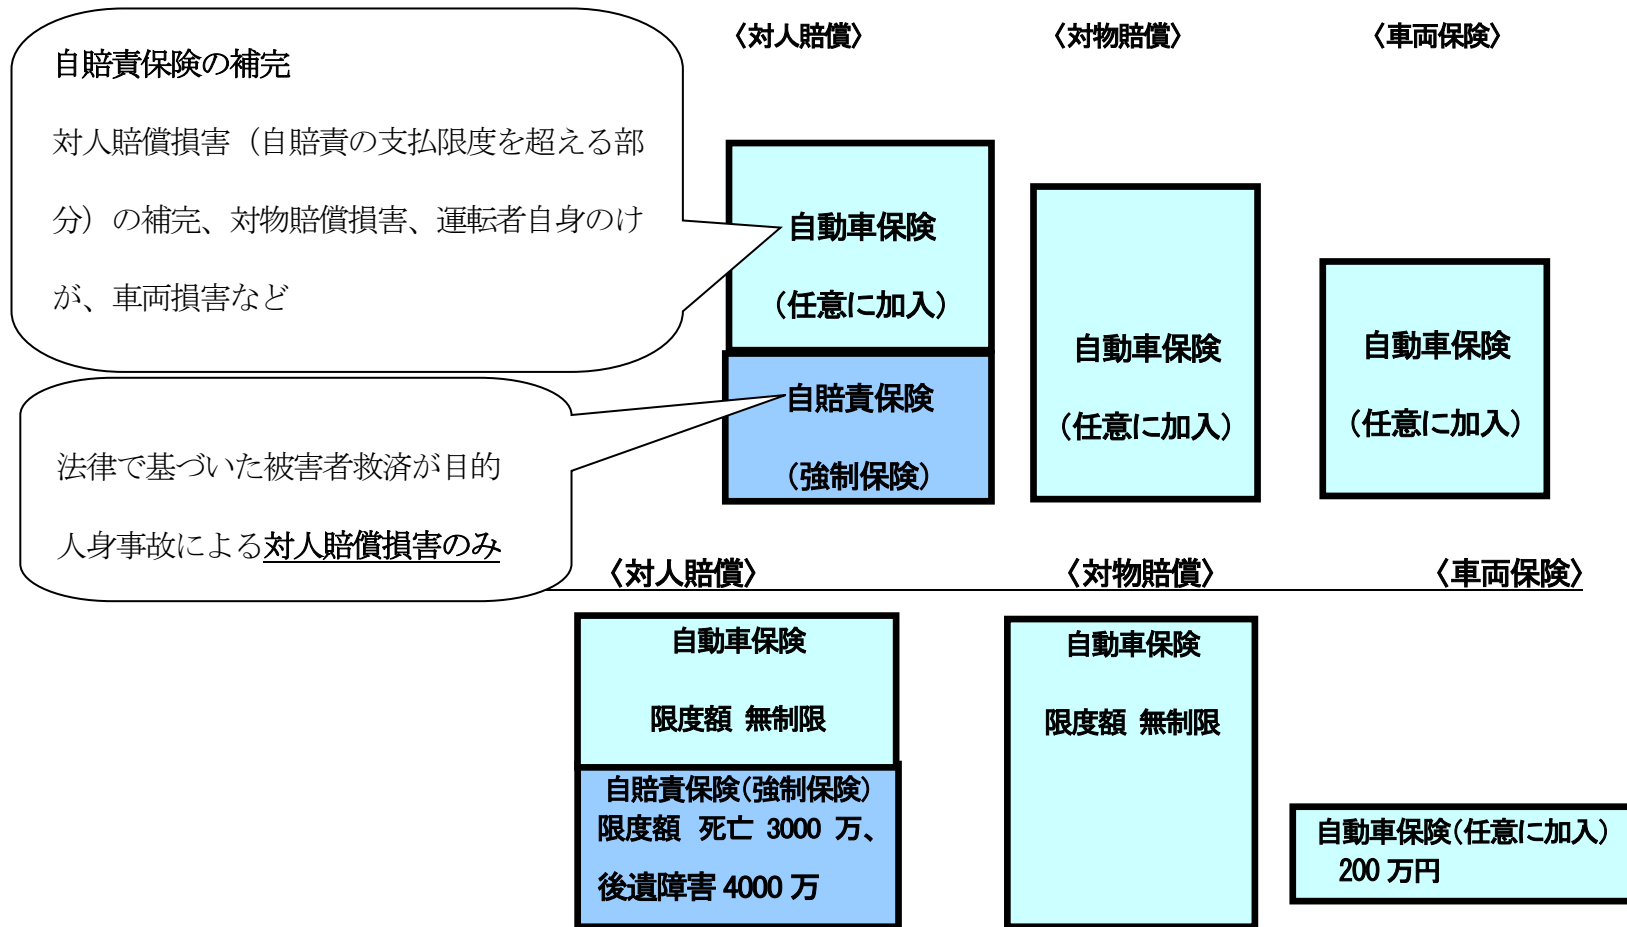 〈対人賠償〉 〈対物賠償〉 〈車両保険〉
自賠責保険の補完
対人賠償損害（自賠責の支払限度を超える部
分）の補完、対物賠償損害、運転者自身のけ
が、車両損害など
自動車保険
（任意に加入）
自賠責保険
（強制保険）
自動車保険
（任意に加入）
自動車保険
（任意に加入）
法律で基づいた被害者救済が目的
人身事故による対人賠償損害のみ
〈対人賠償〉 〈対物賠償〉 〈車両保険〉
自動車保険
限度額 無制限
自賠責保険（強制保険）
限度額 死亡 3000 万、
後遺障害 4000 万
自動車保険
限度額 無制限
自動車保険（任意に加入）
200 万円